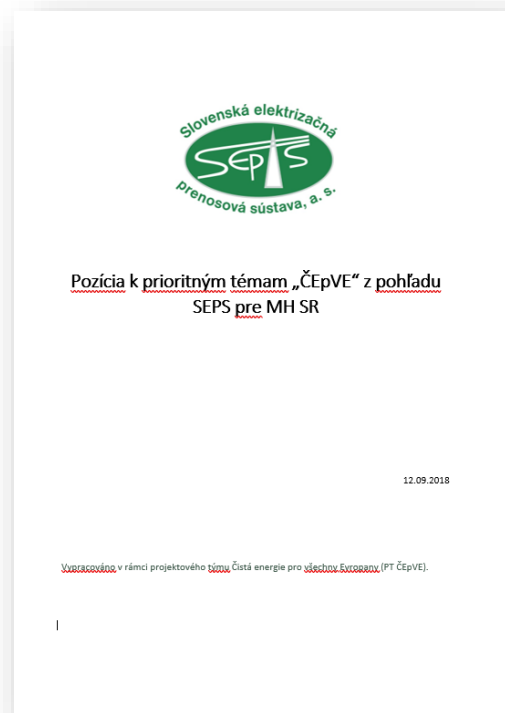 Slovenská elektrizačná
SEPS
prenosová sústava, a. s.
Pozícia k prioritným témam „ČEpVE“ z pohľadu
SEPS pre MH SR
12.09.2018
Vypracováno v rámci projektového týmu Čistá energie pro všechny Evropany (PT ČEpVE).